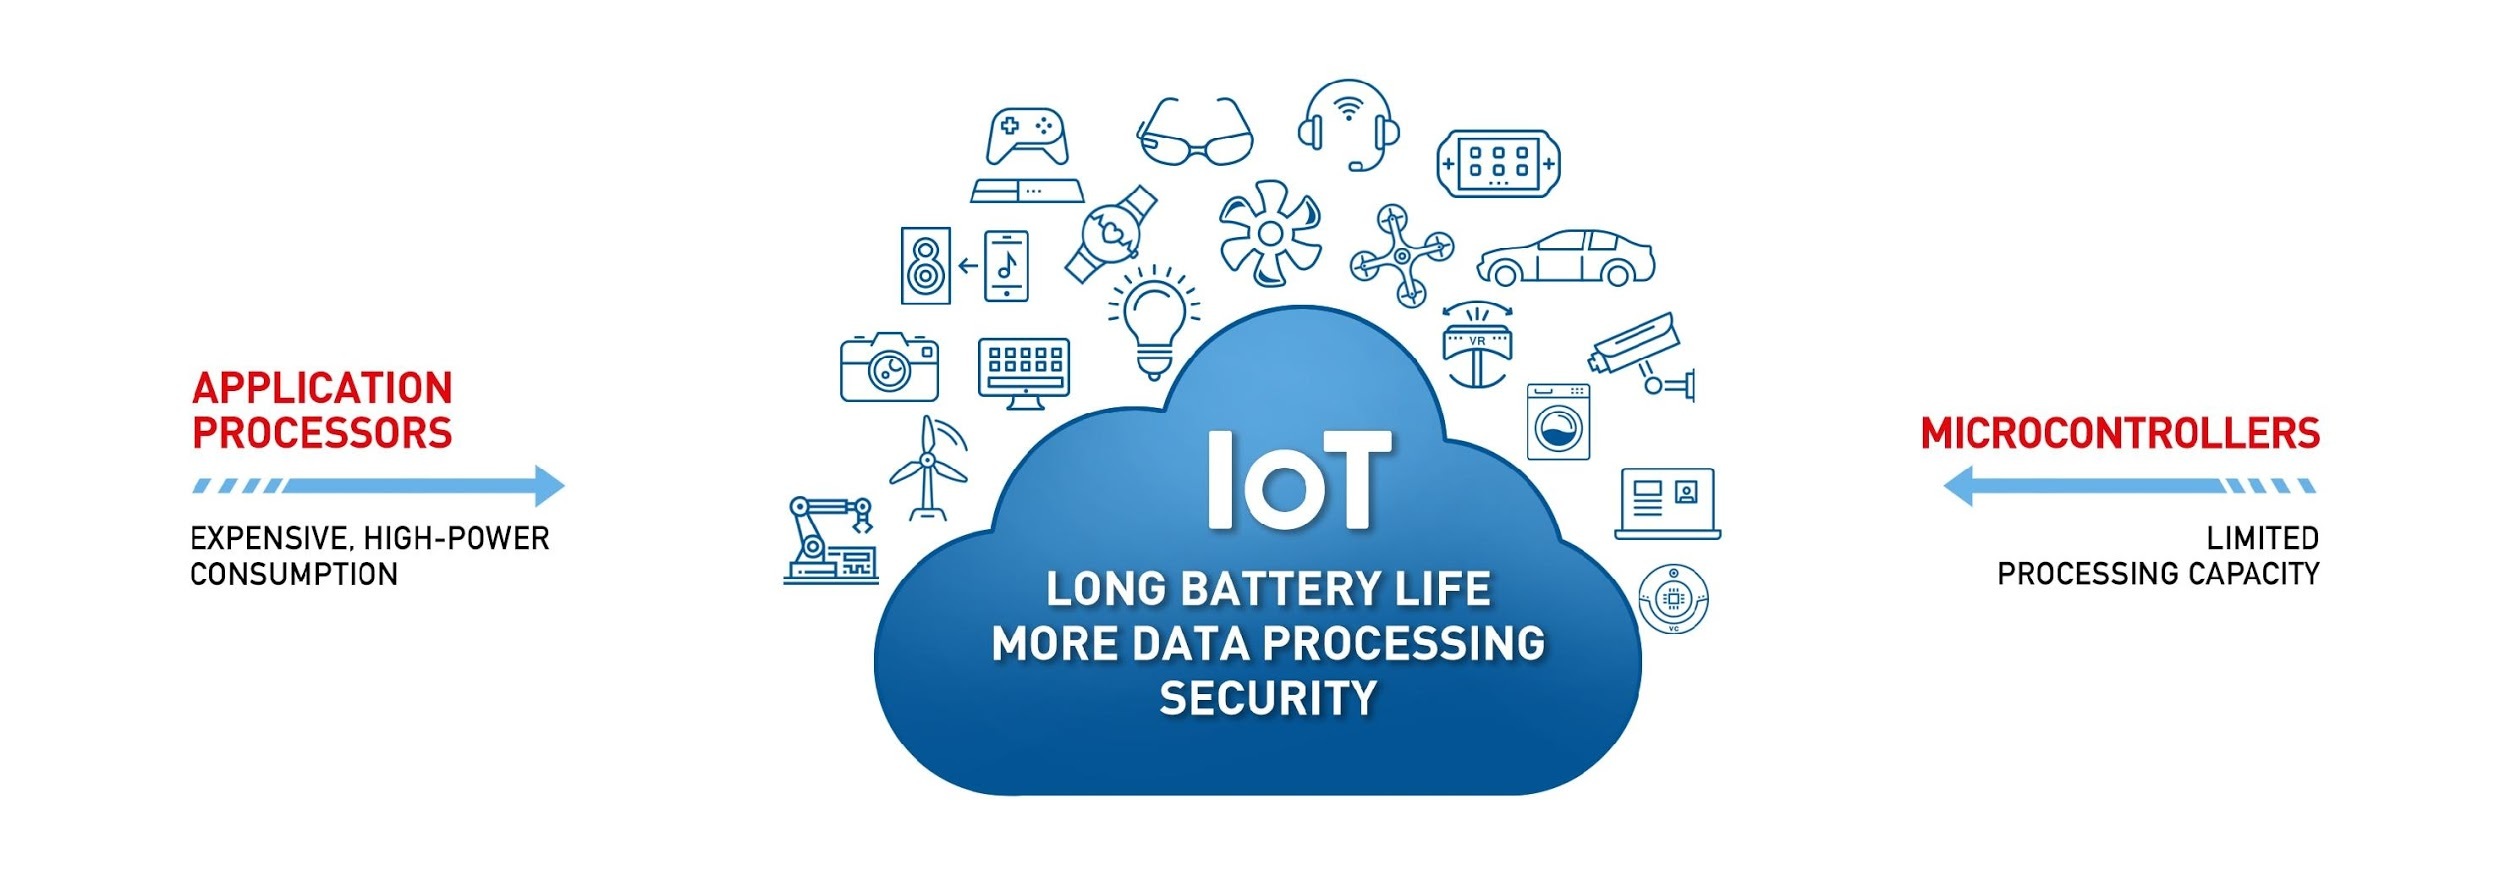 APPLICATION
PROCESSORS
EXPENSIVE, HIGH-POWER
CONSUMPTION
VR
VC
IoT
LONG BATTERY LIFE
MORE DATA PROCESSING
SECURITY
MICROCONTROLLERS
LIMITED
PROCESSING CAPACITY